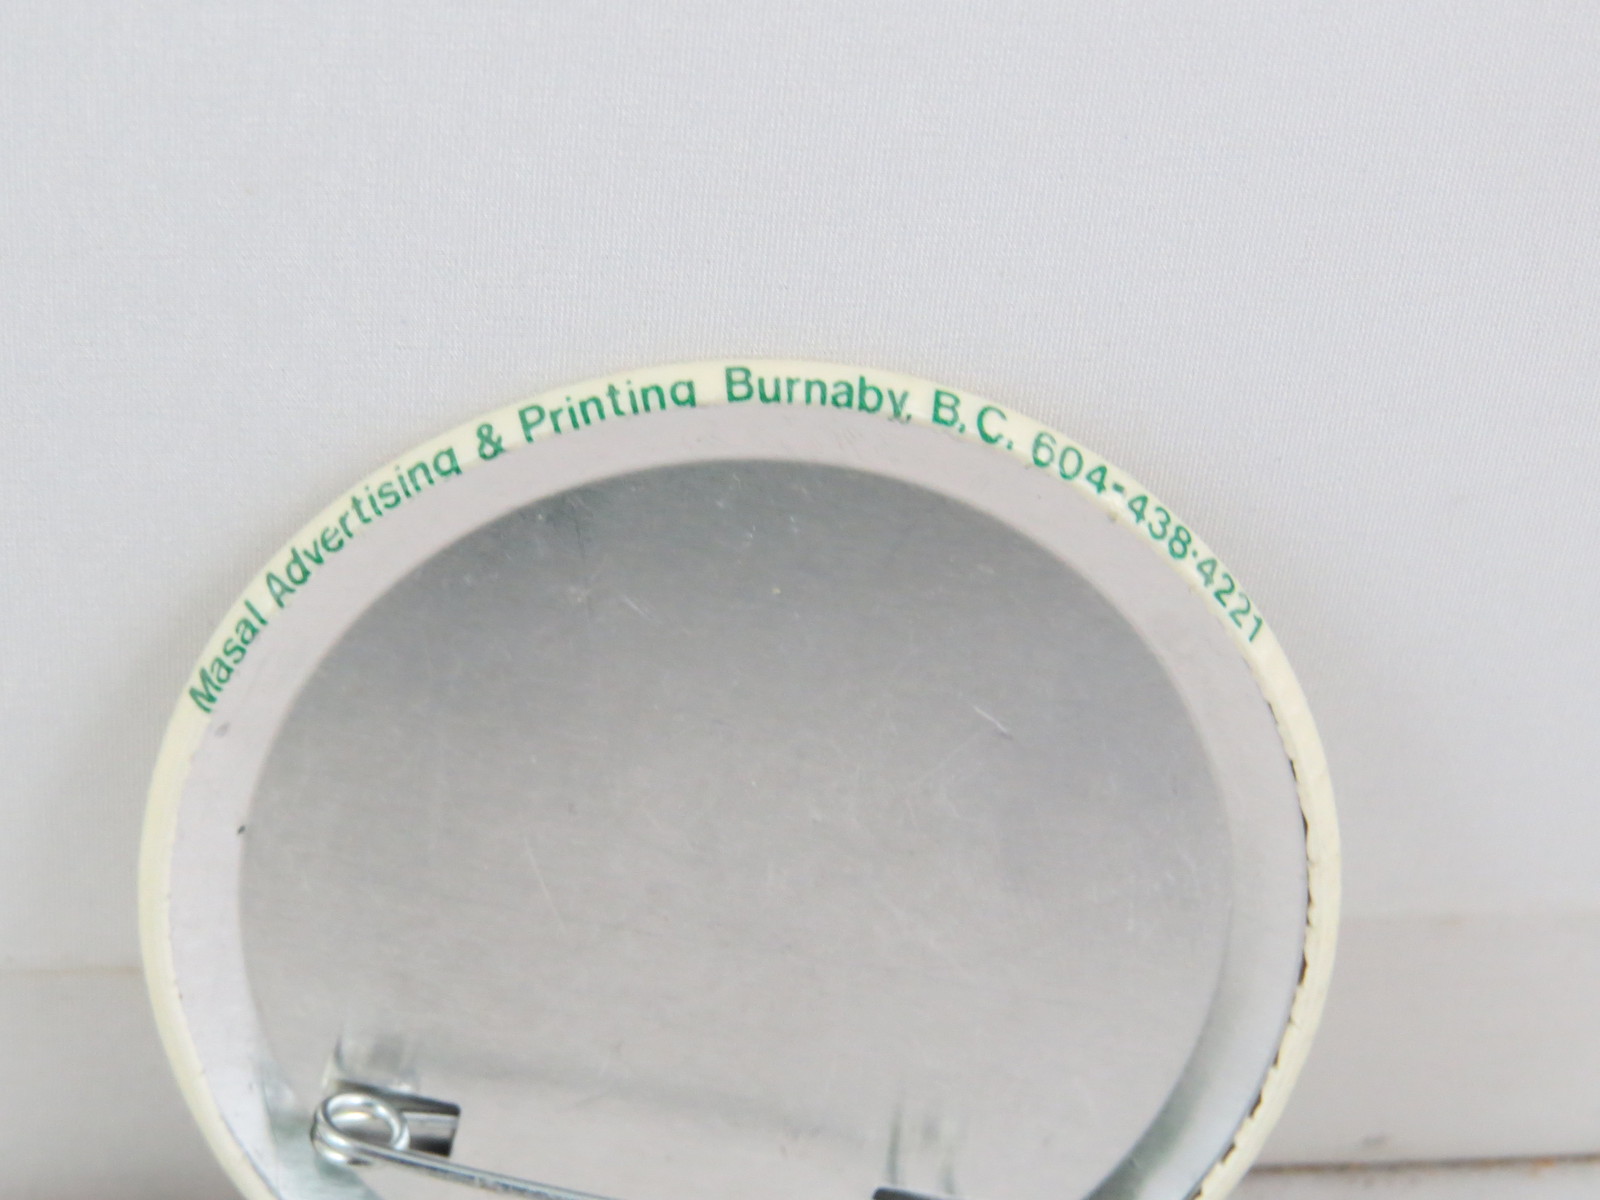 Masal Advertising & Printing Burnaby, B.C. 604-438-4221